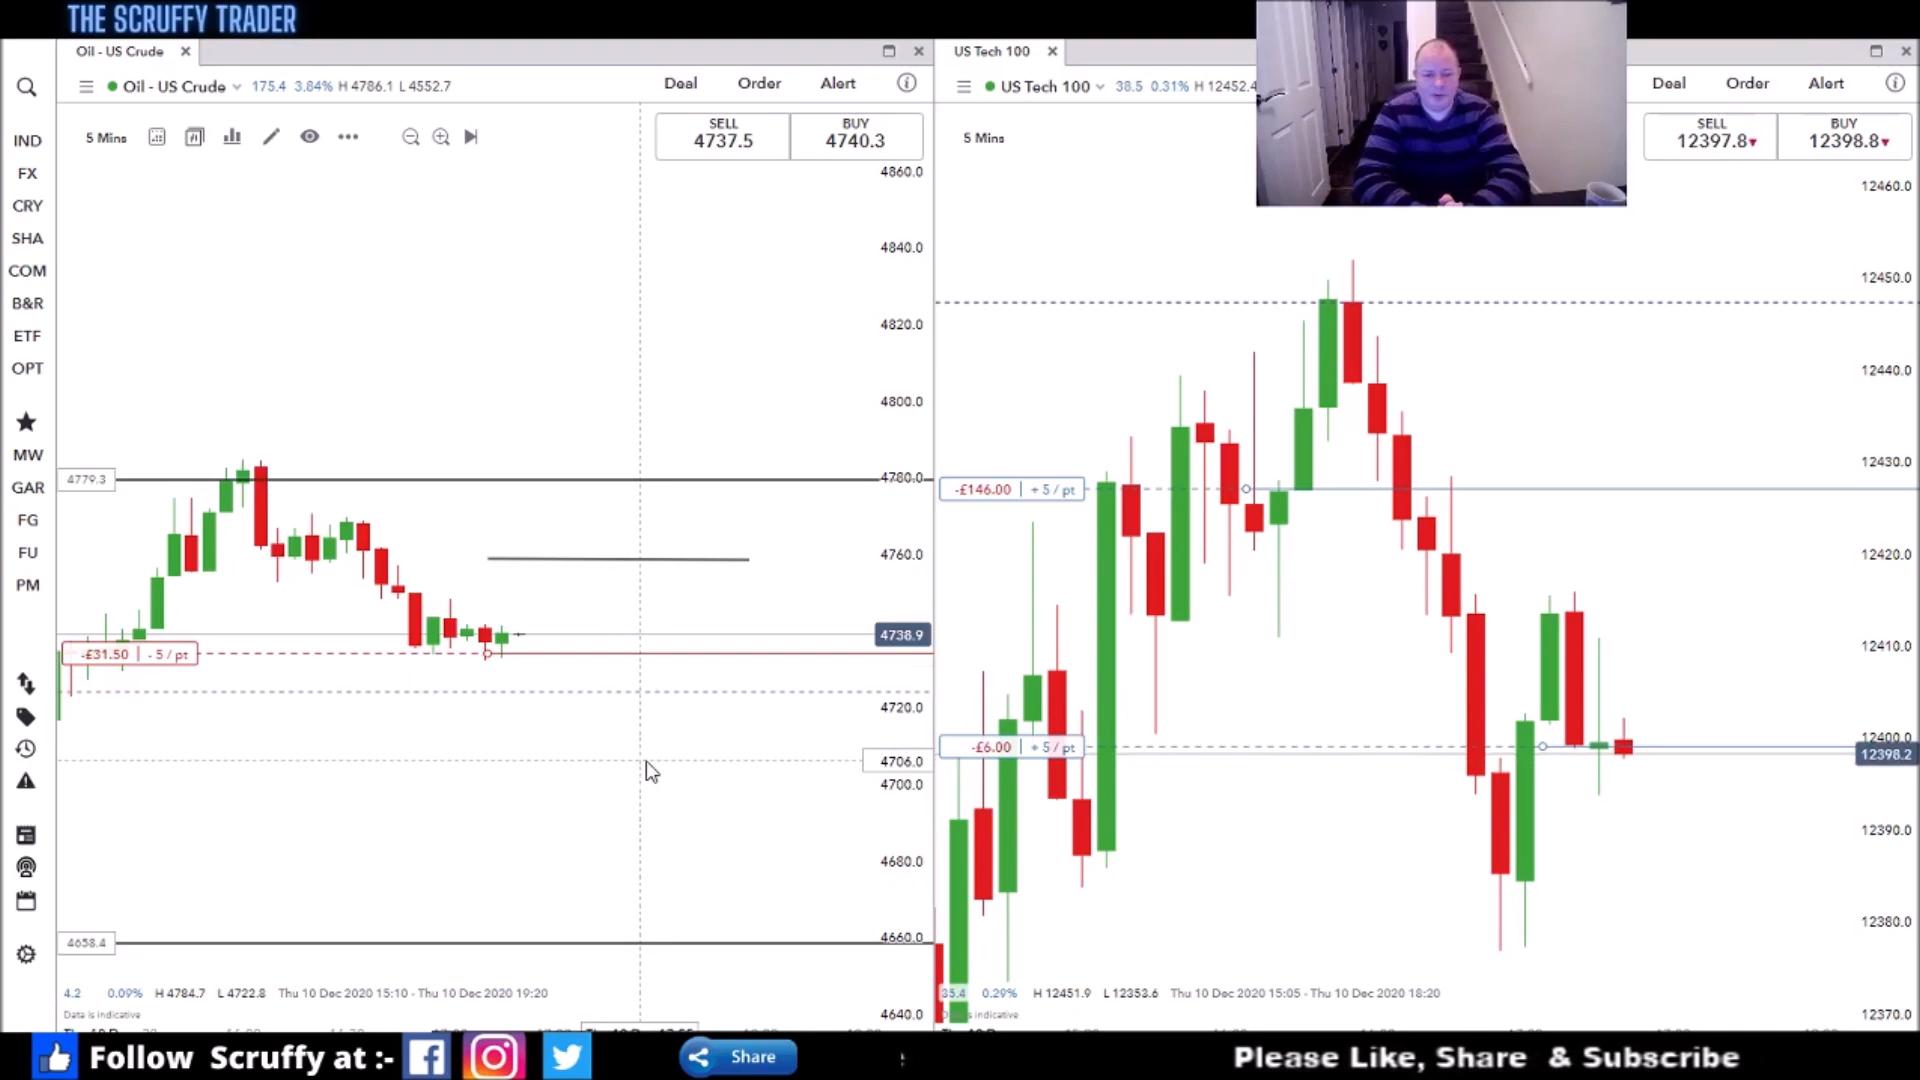 THE SCRUFFY TRADER
Oil - US Crude
US Tech 100
Oil - US Crude 175.4 3.84% H 4786.1 L 4552.7
Deal Order Alert
US Tech 100 38.5 0.31% H 12452.4
Deal Order Alert
5 Mins
SELL
4737.5
BUY
4740.3
5 Mins
SELL
12397.8
BUY
12398.8
IND
FX
CRY
SHA
COM
B&R
ETF
OPT
MW
GAR
FG
FU
PM
4860.0
4840.0
4820.0
4800.0
4780.0
4760.0
4738.9
4720.0
4706.0
4700.0
4680.0
4660.0
4640.0
4779.3
-£31.50 - 5 / pt
4658.4
4.2 0.09% H 4784.7 L 4722.8 Thu 10 Dec 2020 15:10 - Thu 10 Dec 2020 19:20
Data is indicative
12460.0
12450.0
12440.0
12430.0
12420.0
12410.0
12400.0
12398.2
12390.0
12380.0
12370.0
-£146.00 + 5 / pt
-£6.00 + 5 / pt
35.4 0.29% H 12451.9 L 12353.6 Thu 10 Dec 2020 15:05 - Thu 10 Dec 2020 18:20
is indicative
Follow Scruffy at :-
Share
Please Like, Share & Subscribe